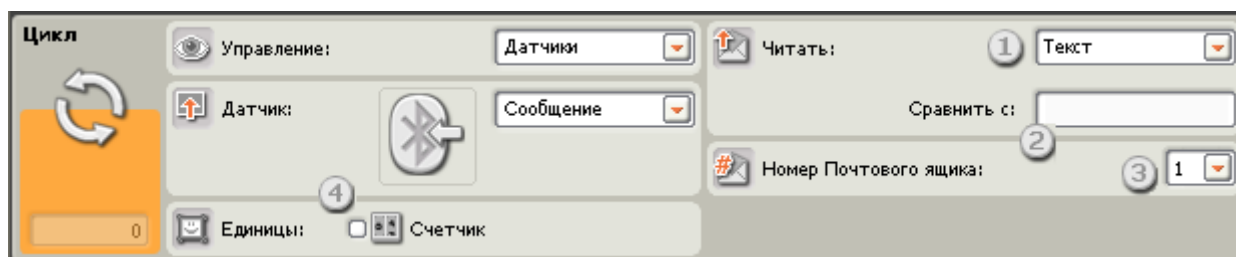 Цикл
0
Управление:
Датчики
Датчик:
Сообщение
4
Единицы:
Счетчик
Читать:
1
Текст
Сравнить с:
2
#
Номер Почтового ящика:
3
1